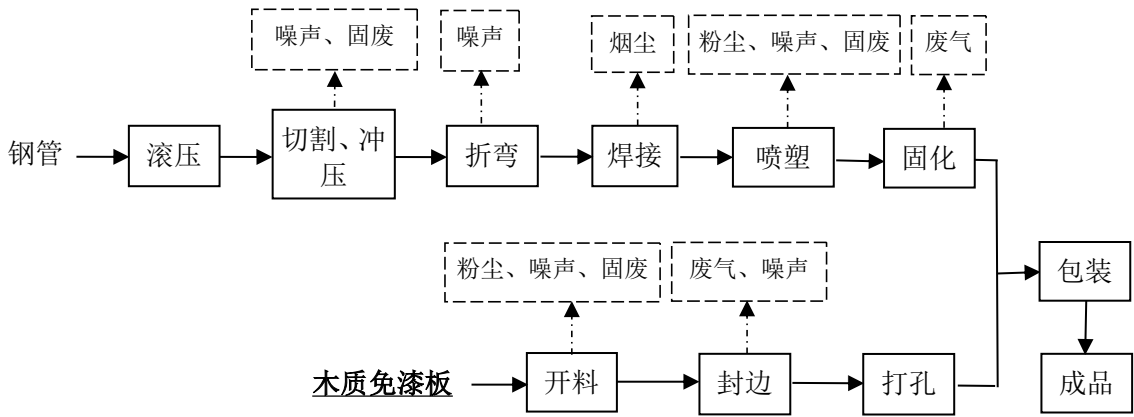 噪声、固废
噪声
烟尘
粉尘、噪声、固废
废气
钢管
滚压
切割、冲
压
折弯
焊接
喷塑
固化
粉尘、噪声、固废
废气、噪声
包装
木质免漆板
开料
封边
打孔
成品